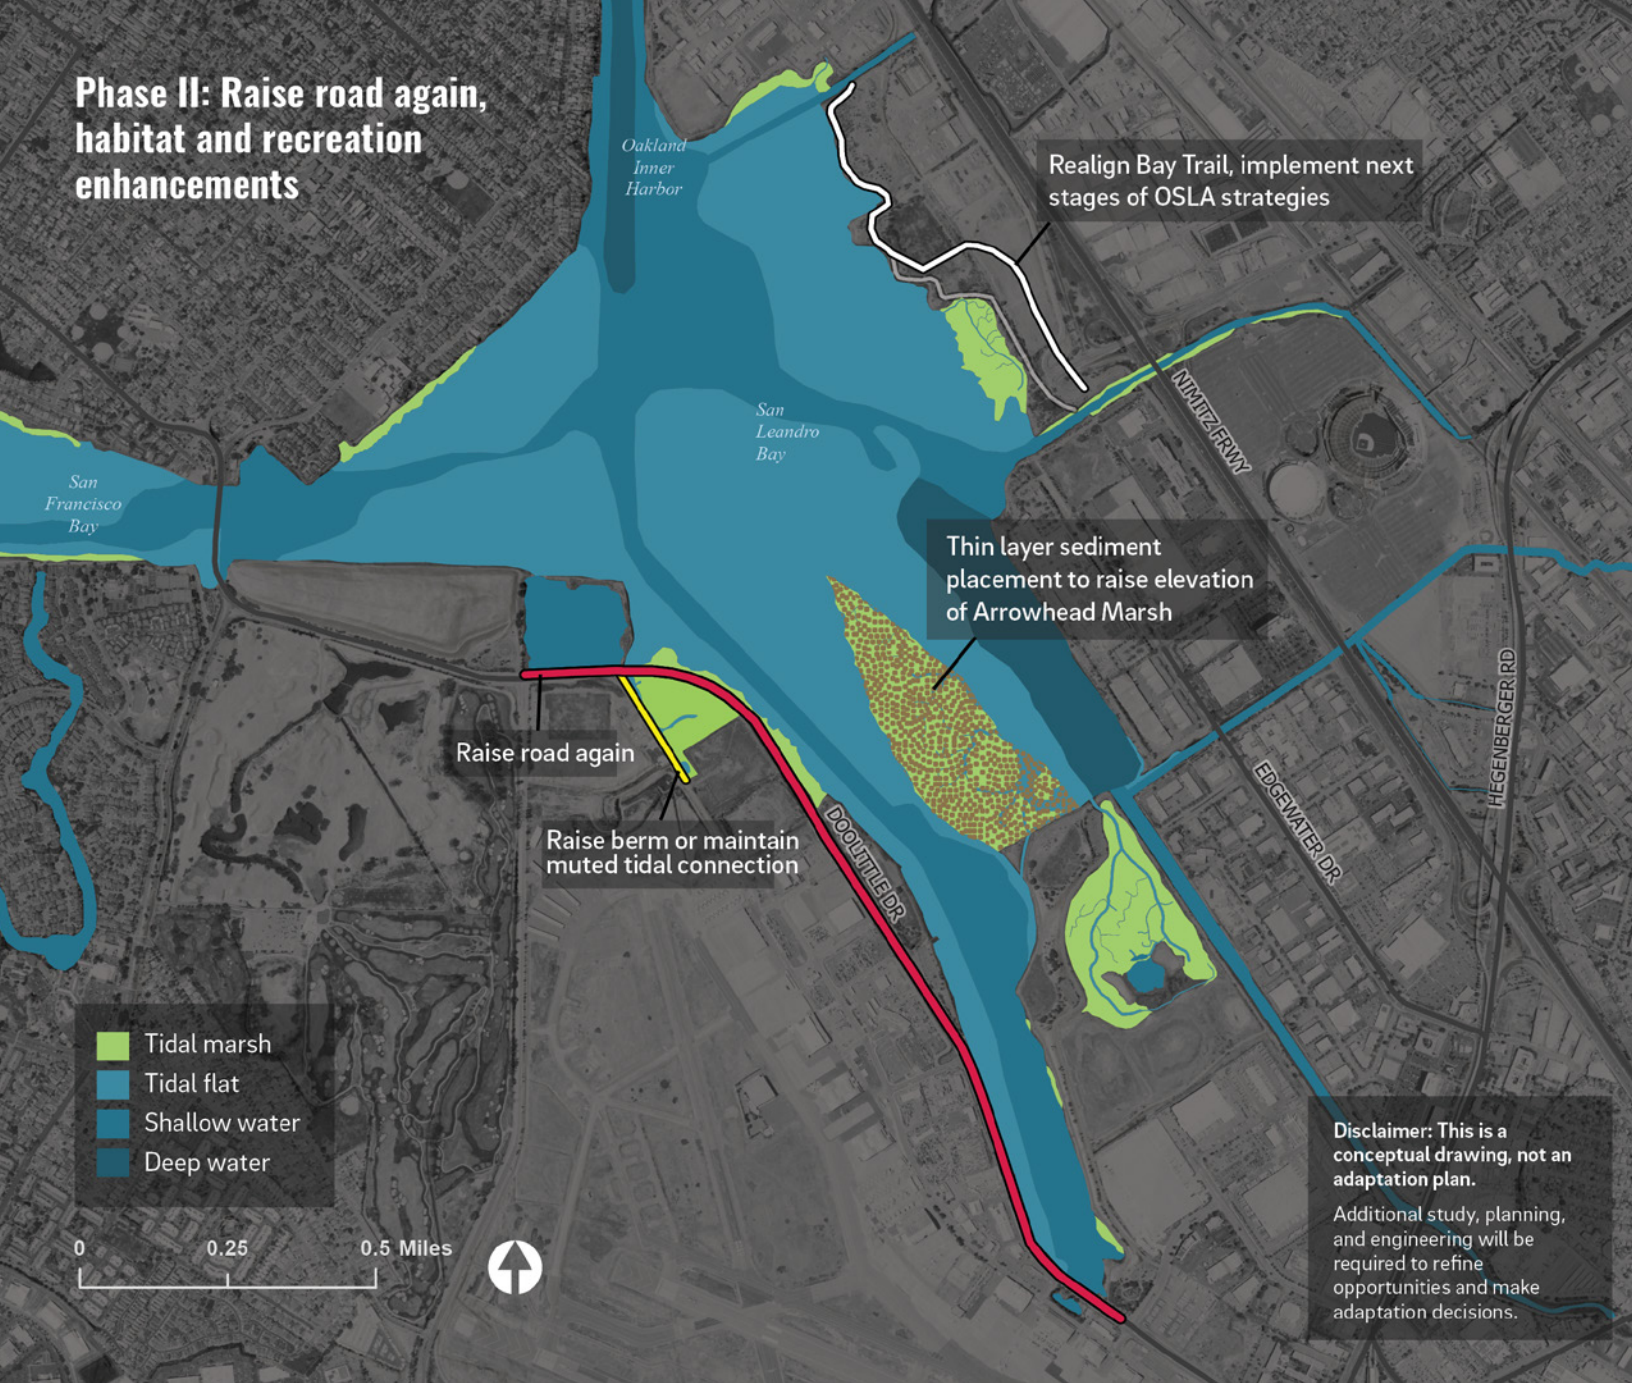 Phase II: Raise road again,
habitat and recreation
enhancements
Oakland
Inner
Harbor
Realign Bay Trail, implement next
stages of OSLA strategies
San
Leandro
Bay
NIMITZ FRWY
San
Francisco
Bay
Thin layer sediment
placement to raise elevation
of Arrowhead Marsh
HEGENBERGER RD
Raise road again
EDGEWATER DR
Raise berm or maintain
muted tidal connection
DOOLITTLE DR
Tidal marsh
Tidal flat
Shallow water
Deep water
0 0.25 0.5 Miles
Disclaimer: This is a
conceptual drawing, not an
adaptation plan.
Additional study, planning,
and engineering will be
required to refine
opportunities and make
adaptation decisions.